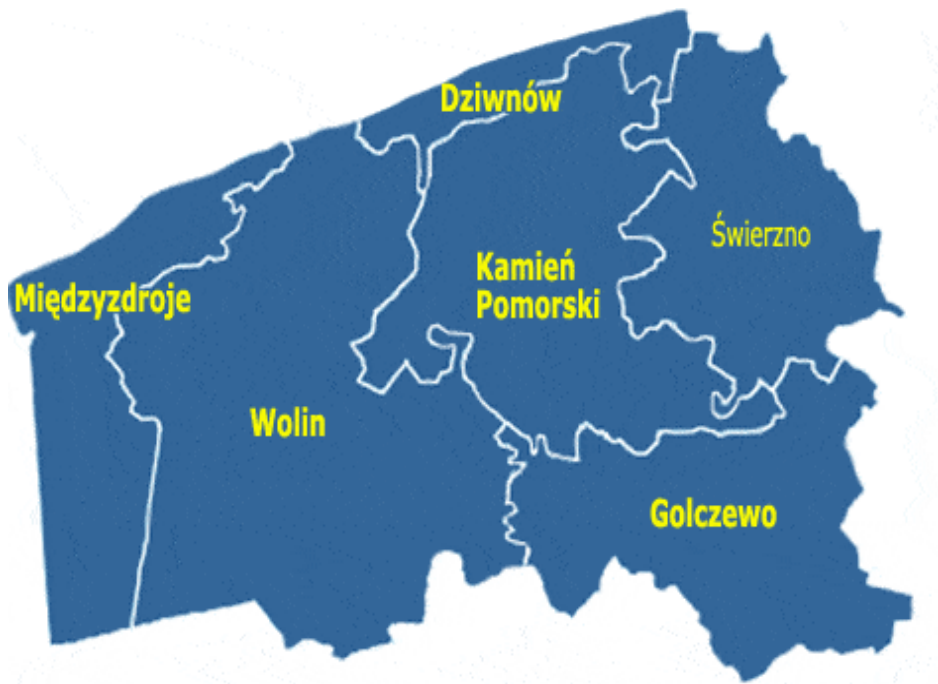 Dziwnów
Świerzno
Kamień
Pomorski
Międzyzdroje
Wolin
Golczewo